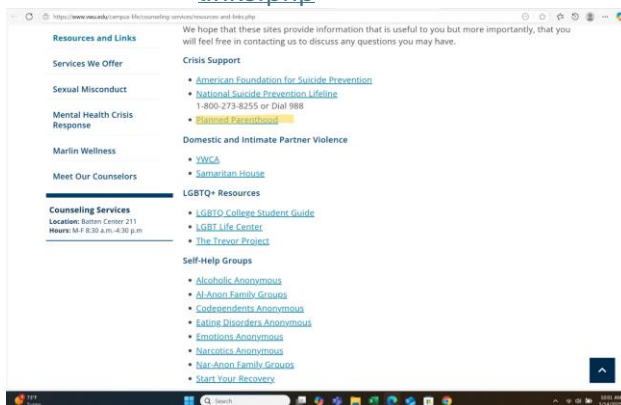 https://www.vwu.edu/campus-life/counseling-services/resources-and-links.php
Resources and Links
Services We Offer
Sexual Misconduct
Mental Health Crisis
Response
Marlin Wellness
Meet Our Counselors
Counseling Services
Location: Batten Center 211
Hours: M-F 8:30 a.m.-4:30 p.m
We hope that these sites provide information that is useful to you but more importantly, that you
will feel free in contacting us to discuss any questions you may have.
Crisis Support
American Foundation for Suicide Prevention
National Suicide Prevention Lifeline
1-800-273-8255 or Dial 988
Planned Parenthood
Domestic and Intimate Partner Violence
YWCA
Samaritan House
LGBTQ+ Resources
LGBTQ College Student Guide
LGBT Life Center
The Trevor Project
Self-Help Groups
Alcoholic Anonymous
Al-Anon Family Groups
Codependents Anonymous
Eating Disorders Anonymous
Emotions Anonymous
Narcotics Anonymous
Nar-Anon Family Groups
Start Your Recovery
Search